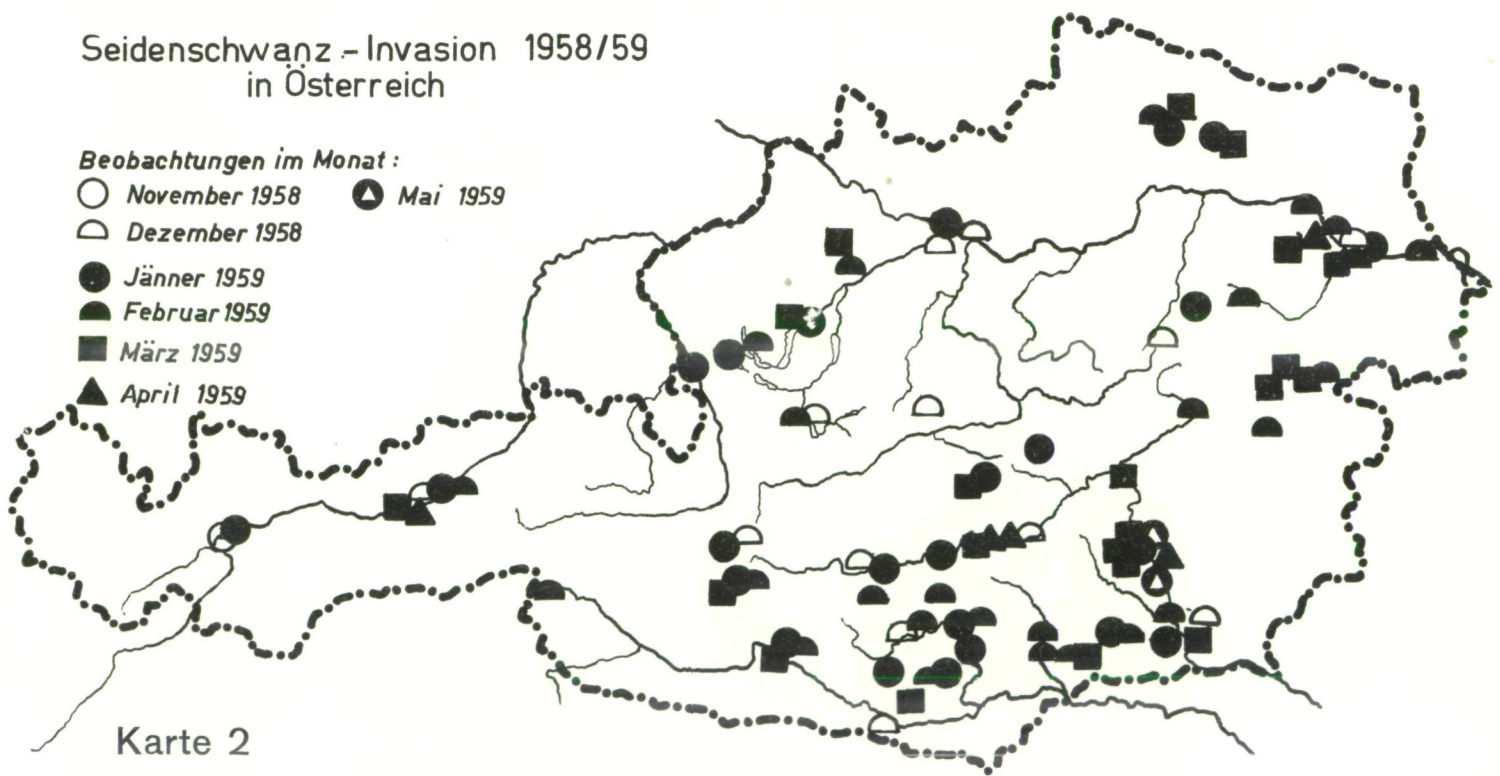 Seidenschwanz - Invasion 1958/59
in Österreich
Beobachtungen im Monat:
November 1958
Mai 1959
Dezember 1958
Jänner 1959
Februar 1959
März 1959
April 1959
Karte 2